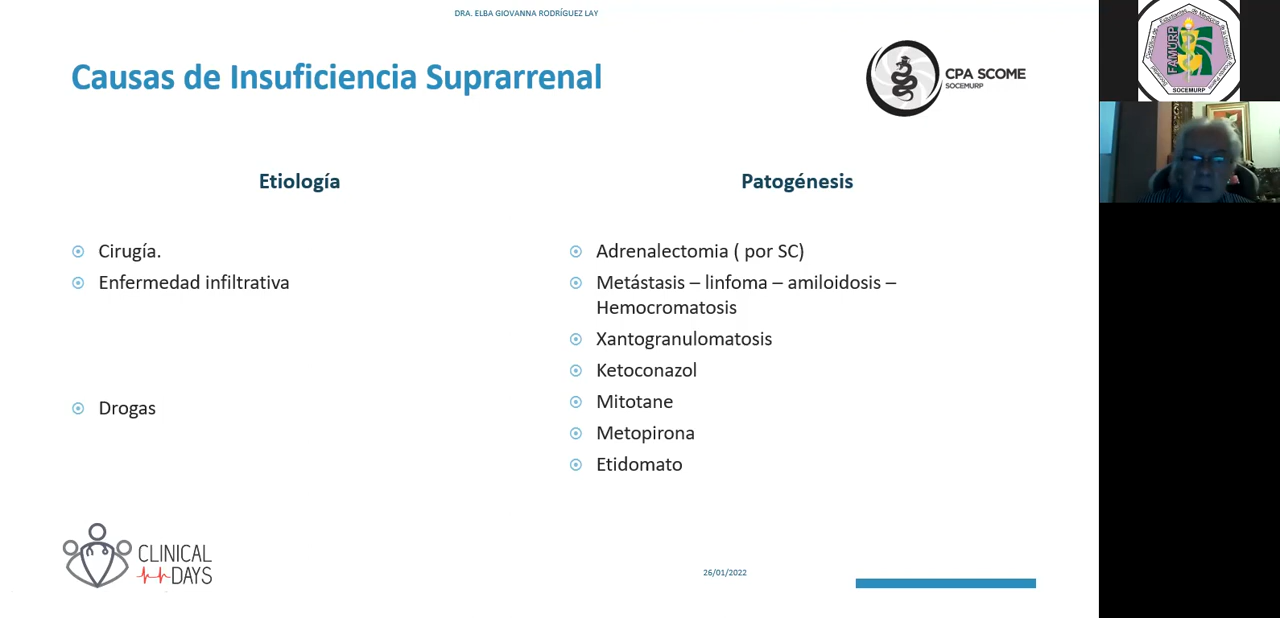 DRA. ELBA GIOVANNA RODRÍGUEZ LAY
Causas de Insuficiencia Suprarrenal
CPA SCOME
SOCEMURP
Etiología
Cirugía.
Enfermedad infiltrativa
Drogas
Patogénesis
Adrenalectomia ( por SC)
Metástasis – linfoma – amiloidosis –
Hemocromatosis
Xantogranulomatosis
Ketoconazol
Mitotane
Metopirona
Etidomato
CLINICAL
DAYS
26/01/2022
FAMURP
SOCEMURP